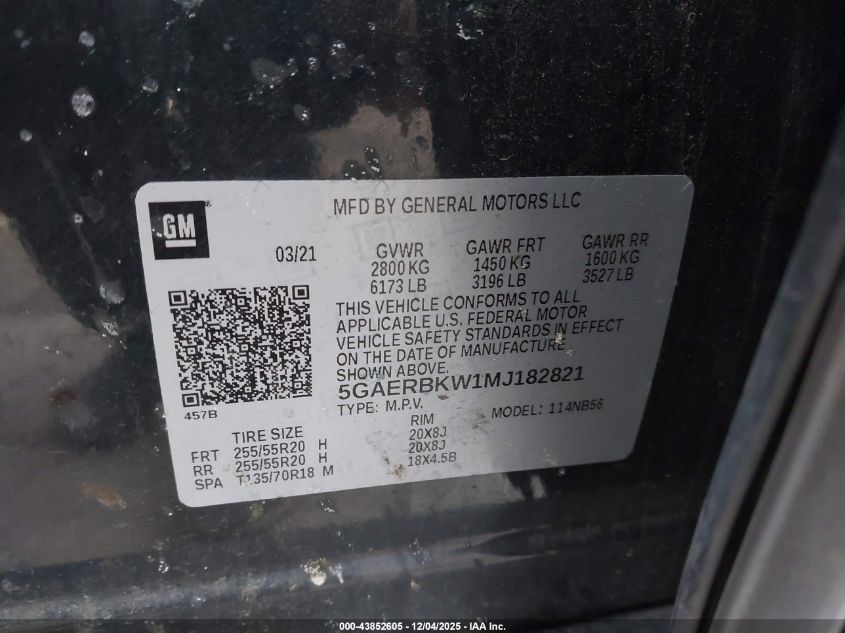 GM
MFD BY GENERAL MOTORS LLC
03/21
GVWR GAWR FRT GAWR RR
2800 KG 1450 KG 1600 KG
6173 LB 3196 LB 3527 LB
THIS VEHICLE CONFORMS TO ALL
APPLICABLE U.S. FEDERAL MOTOR
VEHICLE SAFETY STANDARDS IN EFFECT
ON THE DATE OF MANUFACTURE
SHOWN ABOVE.
5GAERBKW1MJ182821
457B
TYPE: M.P.V. MODEL: 114NB56
TIRE SIZE RIM
FRT 255/55R20 H 20X8J
RR 255/55R20 H 20X8J
SPA T135/70R18 M 18X4.5B
000-43852605 - 12/04/2025 - IAA Inc.